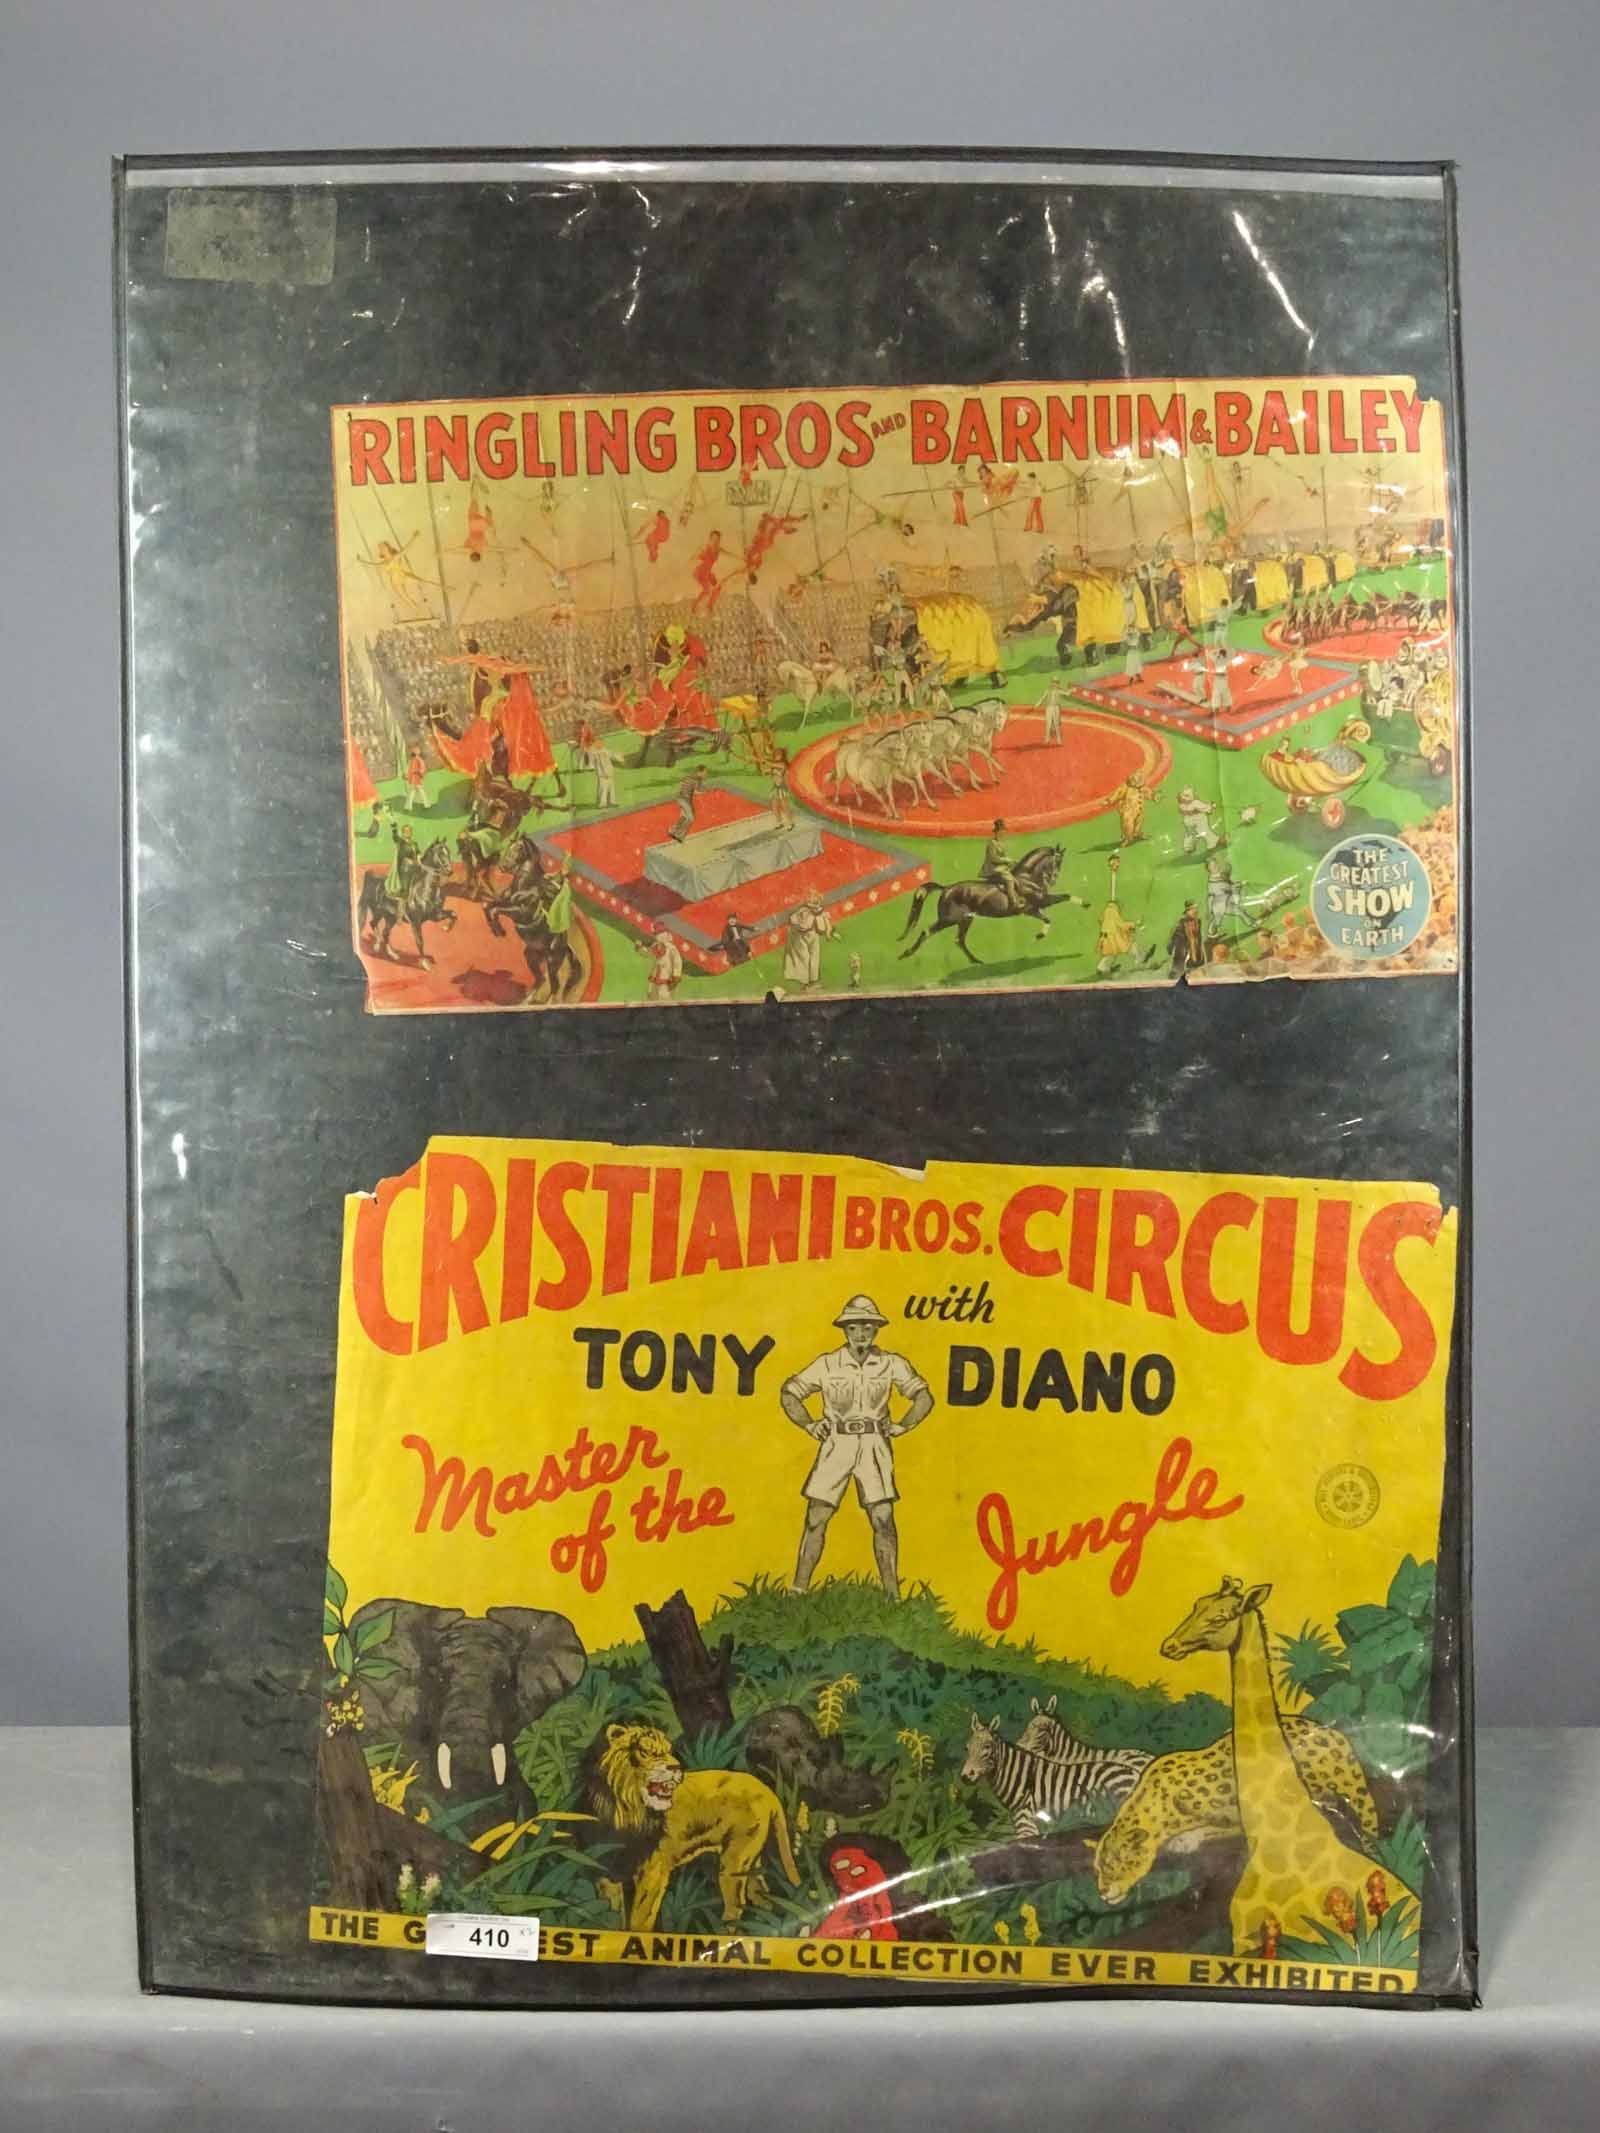 RINGLING BROS AND BARNUM & BAILEY
THE
GREATEST
SHOW
ON
EARTH
CRISTIANI BROS. CIRCUS
with
TONY DIANO
Master
of the
Jungle
THE G EST ANIMAL COLLECTION EVER EXHIBITED
410